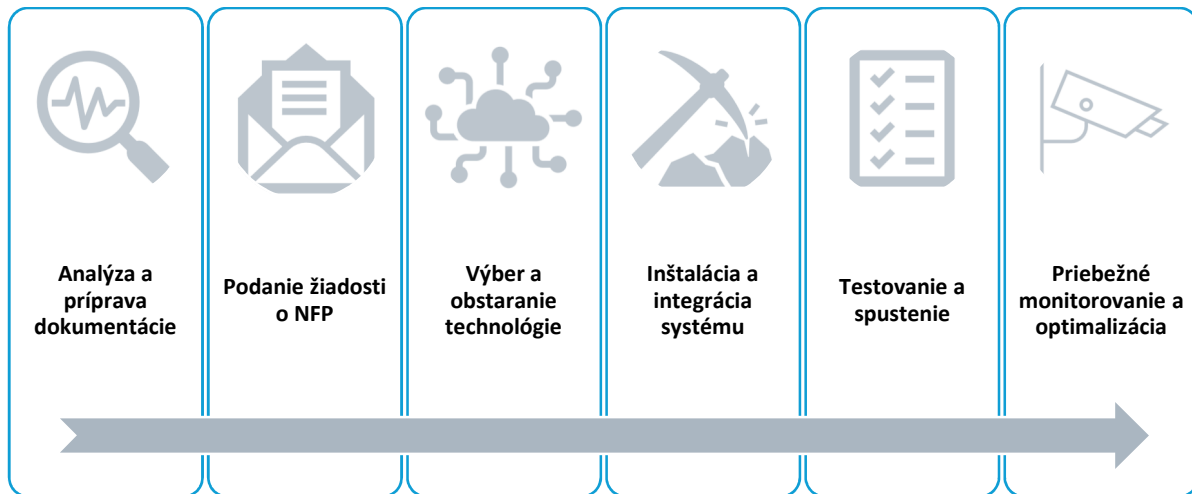 Analýza a
príprava
dokumentácie
Podanie žiadosti
o NFP
Výber a
obstaranie
technológie
Inštalácia a
integrácia
systému
Testovanie a
spustenie
Priebežné
monitorovanie a
optimalizácia